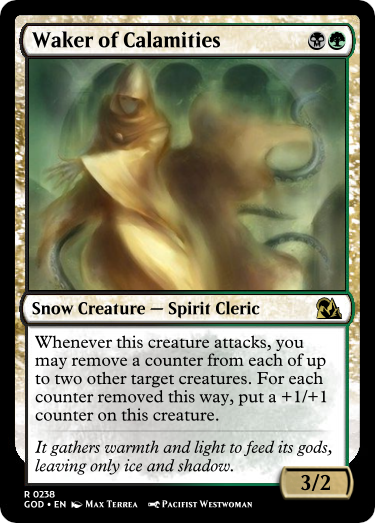 Waker of Calamities
Snow Creature — Spirit Cleric
Whenever this creature attacks, you
may remove a counter from each of up
to two other target creatures. For each
counter removed this way, put a +1/+1
counter on this creature.
It gathers warmth and light to feed its gods,
leaving only ice and shadow.
3/2
R 0238
GOD • EN Max Terrea Pacifist Westwoman